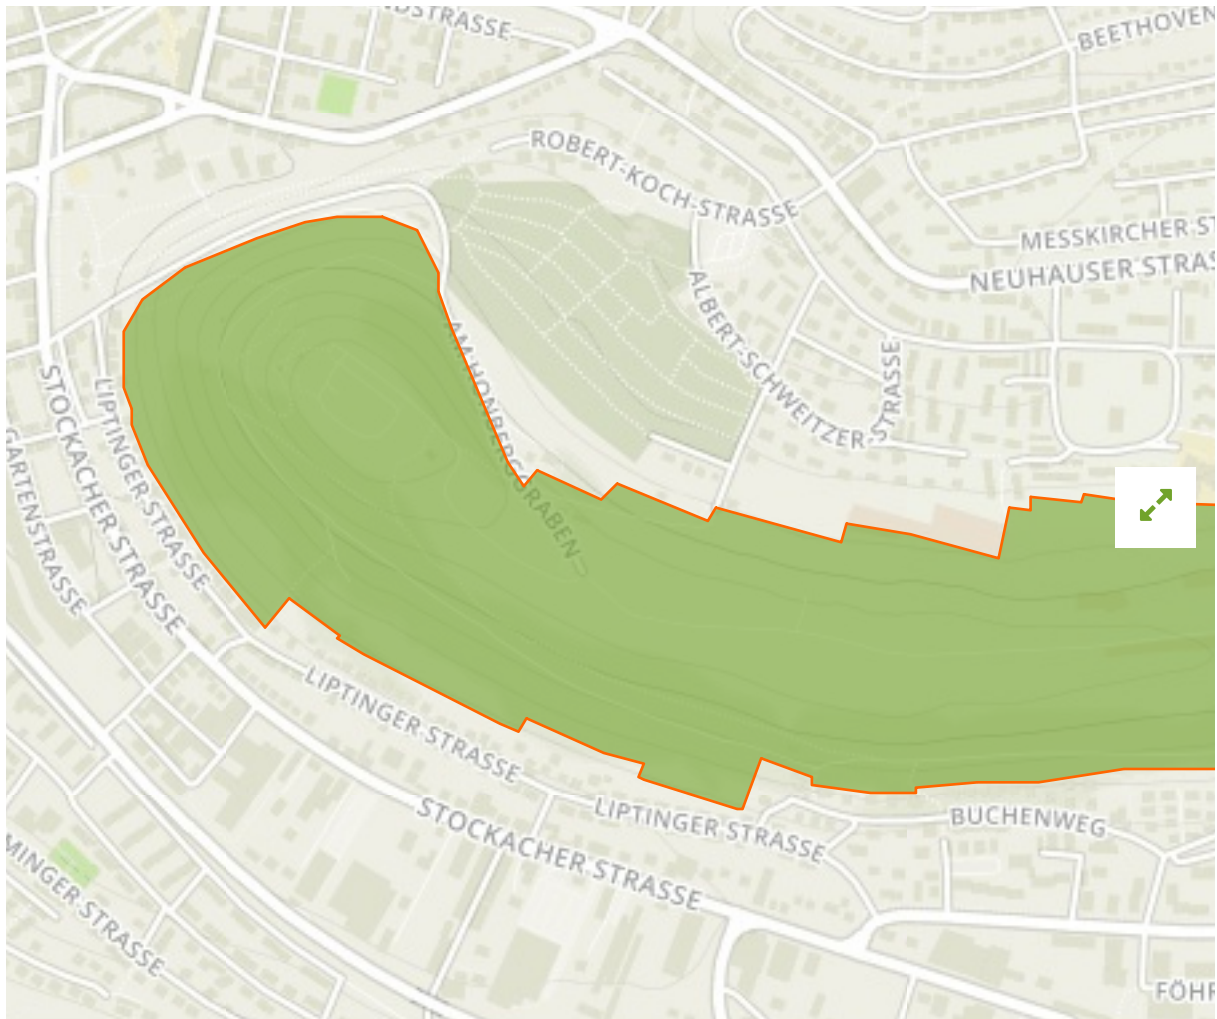 NDSTRASSE
BEETHOVEN
ROBERT-KOCH-STRASSE
MESSKIRCHER ST
NEUHAUSER STRAS
ALBERT-SCHWEITZER-STRASSE
AM HONBERGGRABEN
STOCKACHER STRASSE
LIPTINGER-STRASSE
GARTENSTRASSE
LIPTINGER-STRASSE
LIPTINGER STRASSE
STOCKACHER STRASSE
BUCHENWEG
MINGER STRASSE
FÖHR